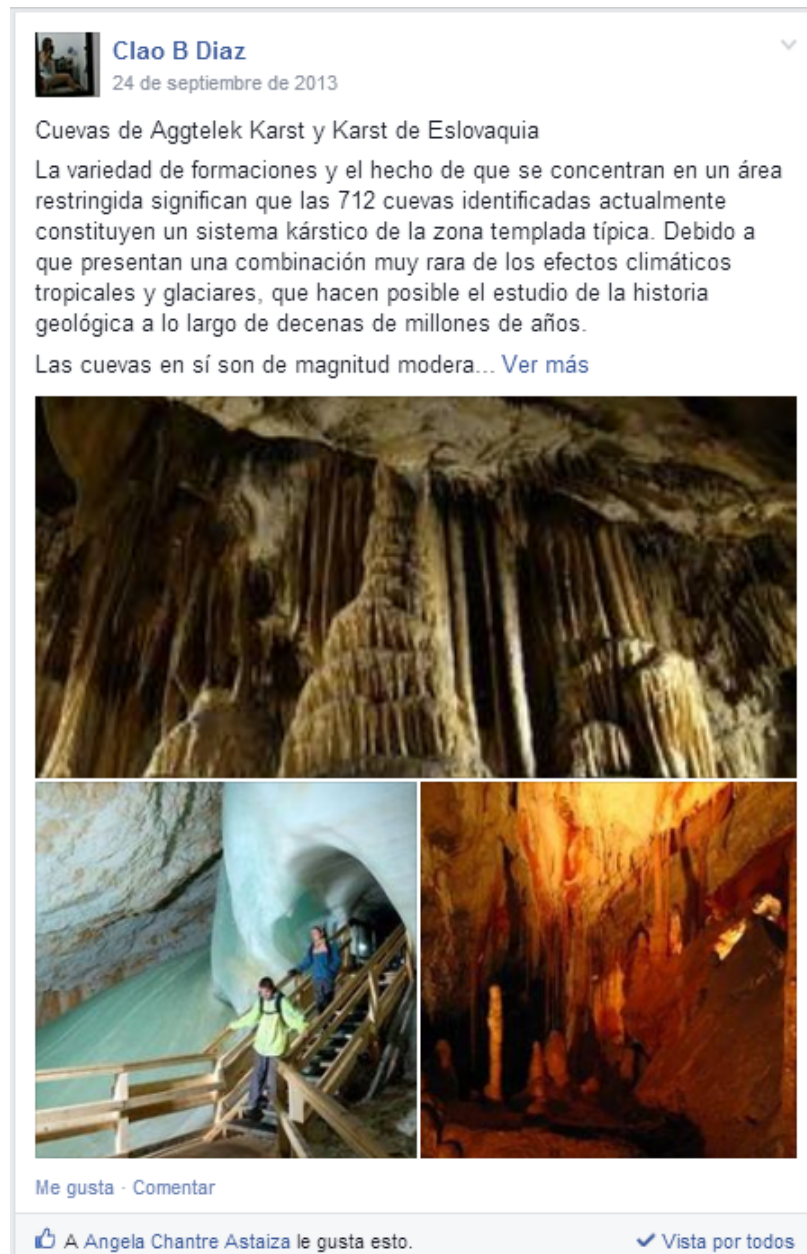 Clao B Diaz
24 de septiembre de 2013
Cuevas de Aggtelek Karst y Karst de Eslovaquia
La variedad de formaciones y el hecho de que se concentran en un área
restringida significan que las 712 cuevas identificadas actualmente
constituyen un sistema kárstico de la zona templada típica. Debido a
que presentan una combinación muy rara de los efectos climáticos
tropicales y glaciares, que hacen posible el estudio de la historia
geológica a lo largo de decenas de millones de años.
Las cuevas en sí son de magnitud modera... Ver más
Me gusta · Comentar
A Angela Chantre Astaiza le gusta esto. Vista por todos